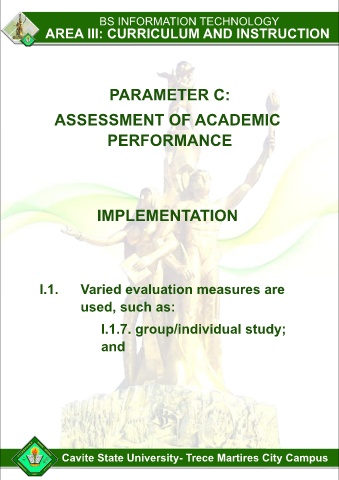 BS INFORMATION TECHNOLOGY
AREA III: CURRICULUM AND INSTRUCTION
PARAMETER C:
ASSESSMENT OF ACADEMIC
PERFORMANCE
IMPLEMENTATION
I.1. Varied evaluation measures are
used, such as:
I.1.7. group/individual study;
and
Cavite State University- Trece Martires City Campus